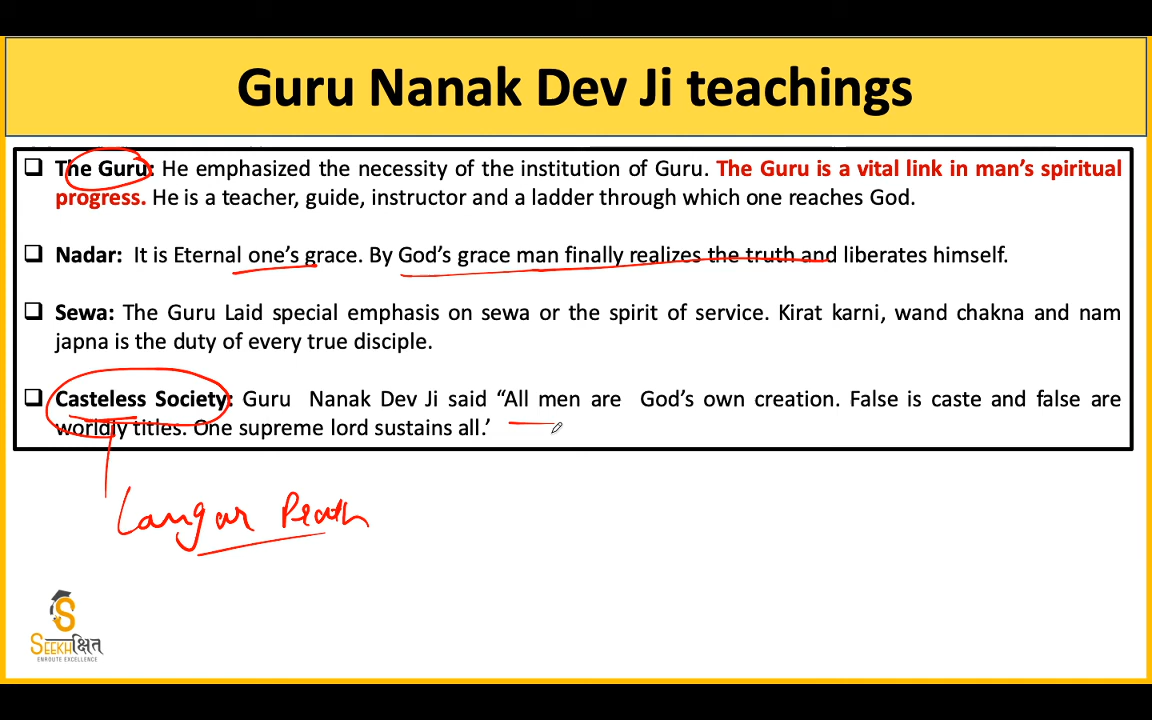 Guru Nanak Dev Ji teachings
The Guru: He emphasized the necessity of the institution of Guru. The Guru is a vital link in man's spiritual
progress. He is a teacher, guide, instructor and a ladder through which one reaches God.
Nadar: It is Eternal one's grace. By God's grace man finally realizes the truth and liberates himself.
Sewa: The Guru Laid special emphasis on sewa or the spirit of service. Kirat karni, wand chakna and nam
japna is the duty of every true disciple.
Casteless Society: Guru Nanak Dev Ji said “All men are God's own creation. False is caste and false are
worldly titles. One supreme lord sustains all.’
Langar
SEEKHक्षित
ENROUTE EXCELLENCE